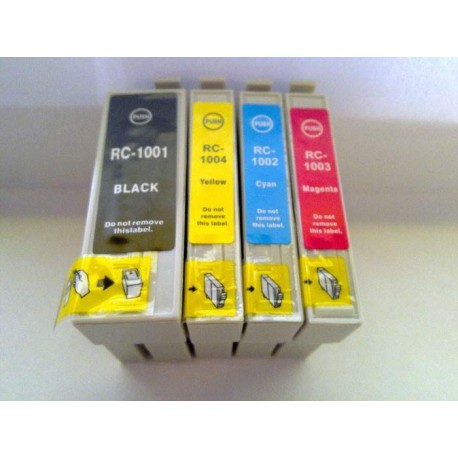 PUSH
RC-1001
BLACK
Do not remove
thislabel.
PUSH
RC-
1004
Yellow
Do not
remove
this label.
PUSH
RC-
1002
Cyan
Do not
remove
this label.
PUSH
RC-
1003
Magenta
Do not
remove
this label.